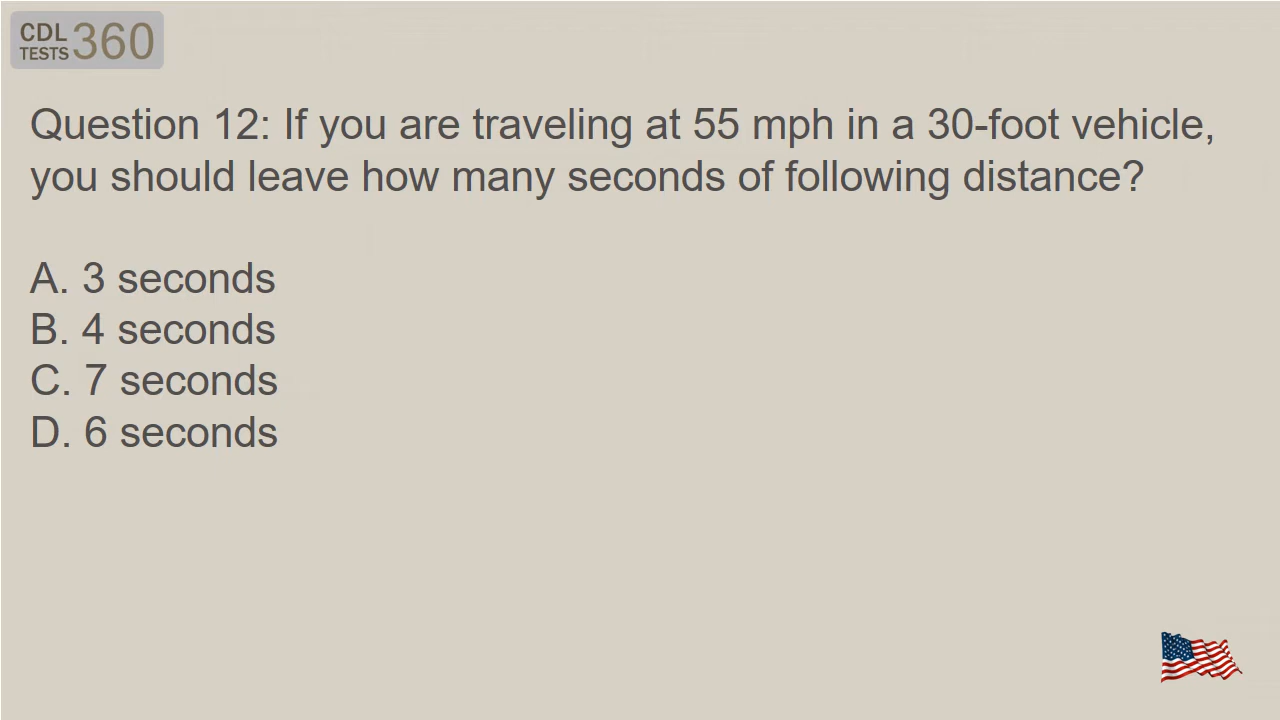 CDL
TESTS 360
Question 12: If you are traveling at 55 mph in a 30-foot vehicle,
you should leave how many seconds of following distance?
A. 3 seconds
B. 4 seconds
C. 7 seconds
D. 6 seconds